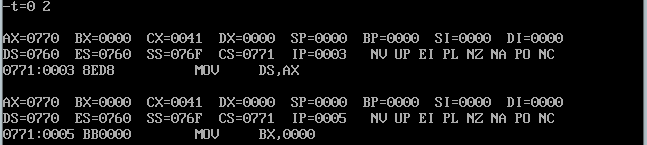 -t=0 2
AX=0770  BX=0000  CX=0041  DX=0000  SP=0000  BP=0000  SI=0000  DI=0000
DS=0760  ES=0760  SS=076F  CS=0771  IP=0003   NV UP EI PL NZ NA PO NC
0771:0003 8ED8          MOV     DS,AX
AX=0770  BX=0000  CX=0041  DX=0000  SP=0000  BP=0000  SI=0000  DI=0000
DS=0770  ES=0760  SS=076F  CS=0771  IP=0005   NV UP EI PL NZ NA PO NC
0771:0005 BB0000        MOV     BX,0000